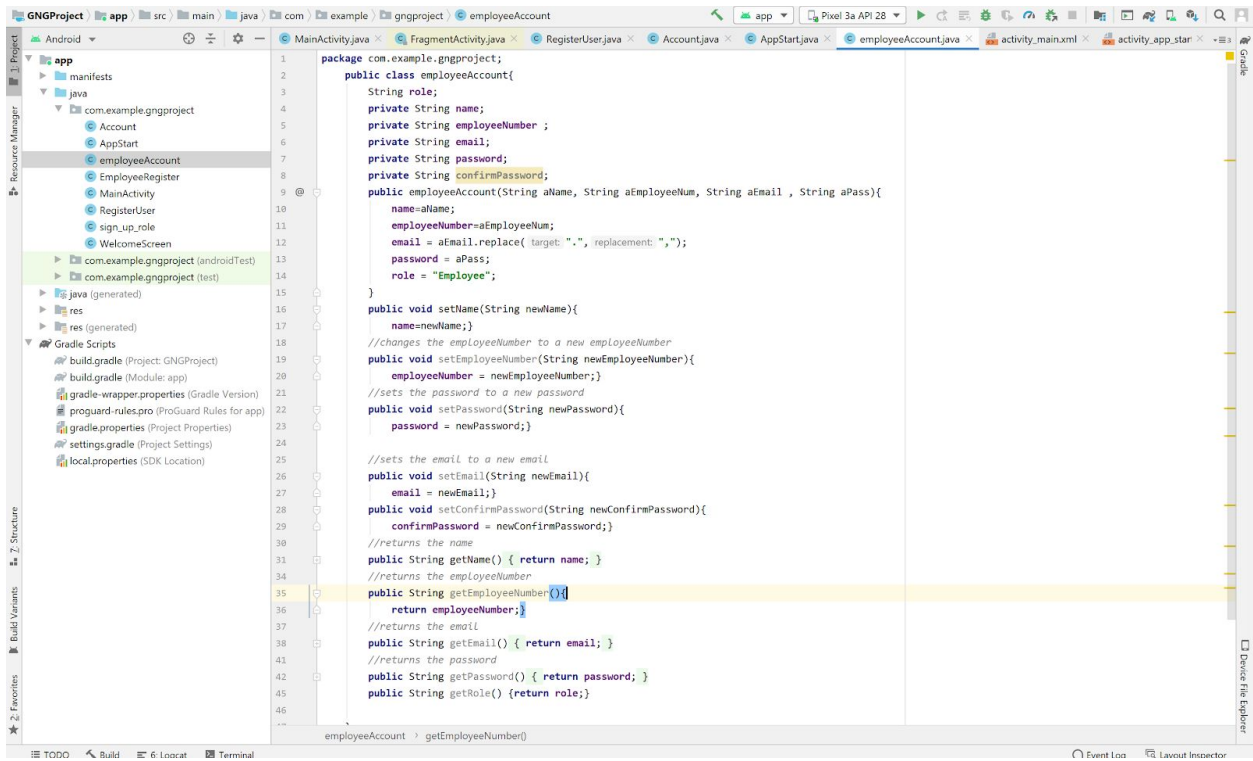 GNGProject app src main java com example gngproject employeeAccount app Pixel 3a API 28
Android MainActivity.java FragmentActivity.java RegisterUser.java Account.java AppStart.java employeeAccount.java activity_main.xml activity_app_star
1: Project
Resource Manager
7: Structure
Build Variants
2: Favorites
app
manifests
java
com.example.gngproject
Account
AppStart
employeeAccount
EmployeeRegister
MainActivity
RegisterUser
sign_up_role
WelcomeScreen
com.example.gngproject (androidTest)
com.example.gngproject (test)
java (generated)
res
res (generated)
Gradle Scripts
build.gradle (Project: GNGProject)
build.gradle (Module: app)
gradle-wrapper.properties (Gradle Version)
proguard-rules.pro (ProGuard Rules for app)
gradle.properties (Project Properties)
settings.gradle (Project Settings)
local.properties (SDK Location)
1 package com.example.gngproject;
2 public class employeeAccount{
3 String role;
4 private String name;
5 private String employeeNumber ;
6 private String email;
7 private String password;
8 private String confirmPassword;
9 @ public employeeAccount(String aName, String aEmployeeNum, String aEmail , String aPass){
10 name=aName;
11 employeeNumber=aEmployeeNum;
12 email = aEmail.replace( target: ".", replacement: ",");
13 password = aPass;
14 role = "Employee";
15 }
16 public void setName(String newName){
17 name=newName;}
18 //changes the employeeNumber to a new employeeNumber
19 public void setEmployeeNumber(String newEmployeeNumber){
20 employeeNumber = newEmployeeNumber;}
21 //sets the password to a new password
22 public void setPassword(String newPassword){
23 password = newPassword;}
24
25 //sets the email to a new email
26 public void setEmail(String newEmail){
27 email = newEmail;}
28 public void setConfirmPassword(String newConfirmPassword){
29 confirmPassword = newConfirmPassword;}
30 //returns the name
31 public String getName() { return name; }
34 //returns the employeeNumber
35 public String getEmployeeNumber(){
36 return employeeNumber;}
37 //returns the email
38 public String getEmail() { return email; }
41 //returns the password
42 public String getPassword() { return password; }
45 public String getRole() {return role;}
46
employeeAccount getEmployeeNumber()
Gradle
Device File Explorer
TODO Build 6: Logcat Terminal Event Log Layout Inspector